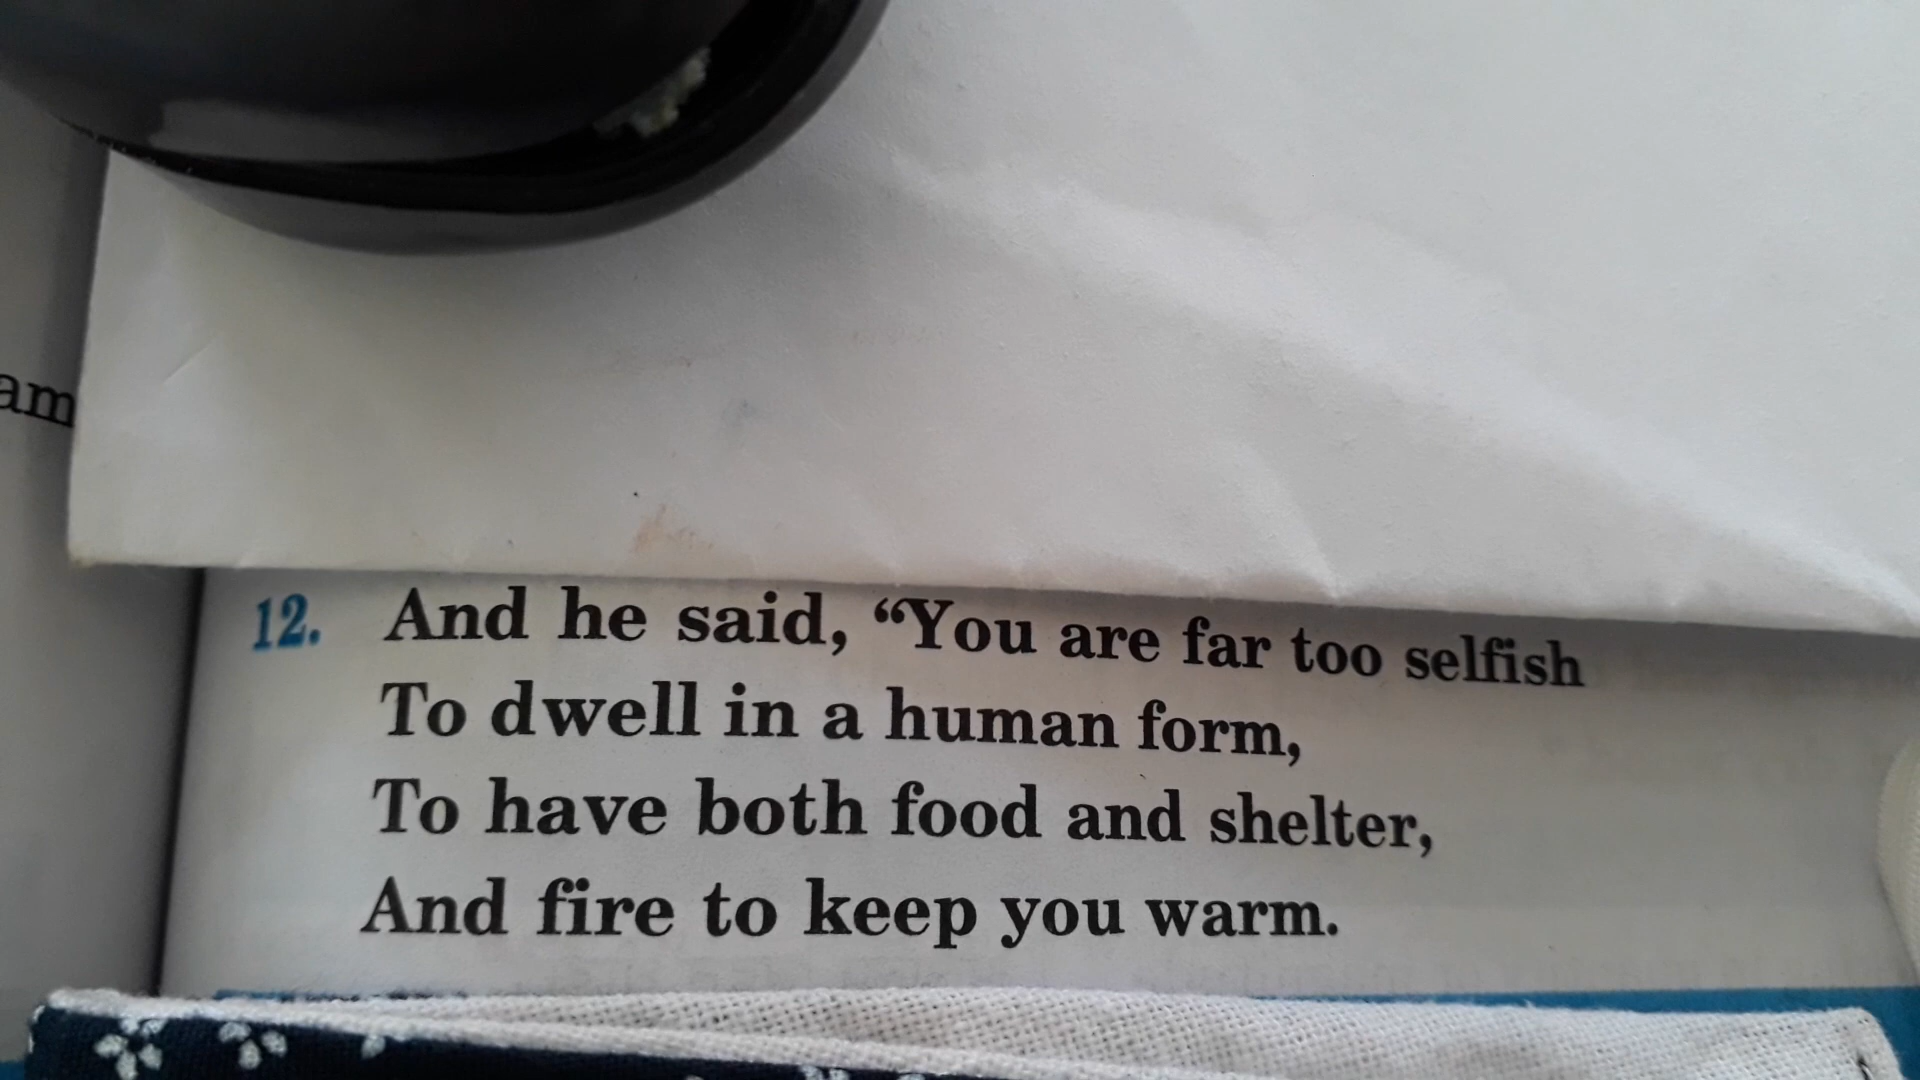 am
12. And he said, “You are far too selfish
To dwell in a human form,
To have both food and shelter,
And fire to keep you warm.